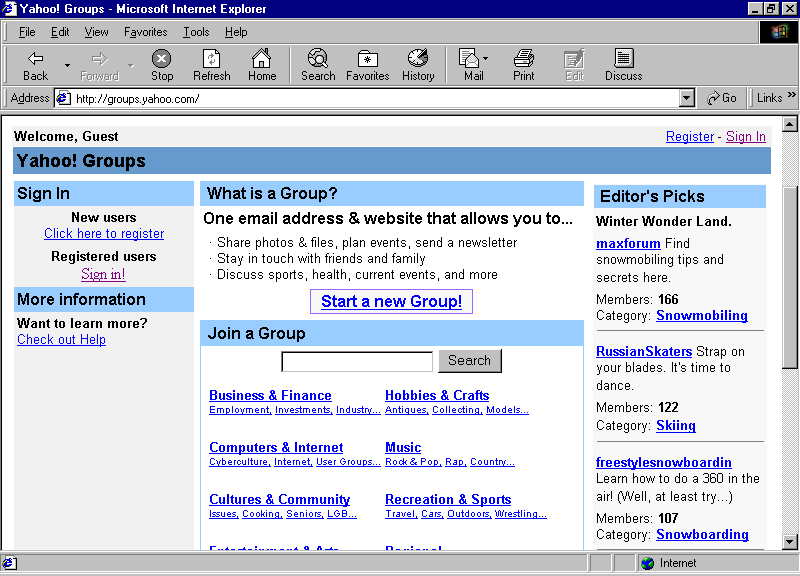 Yahoo! Groups - Microsoft Internet Explorer
File Edit View Favorites Tools Help
Back Forward Stop Refresh Home Search Favorites History Mail Print Edit Discuss
Address http://groups.yahoo.com/ Go Links »
Welcome, Guest
Register - Sign In
Yahoo! Groups
Sign In
New users
Click here to register
Registered users
Sign in!
More information
Want to learn more?
Check out Help
What is a Group?
One email address & website that allows you to...
· Share photos & files, plan events, send a newsletter
· Stay in touch with friends and family
· Discuss sports, health, current events, and more
Start a new Group!
Join a Group
Search
Business & Finance
Employment, Investments, Industry...
Hobbies & Crafts
Antiques, Collecting, Models...
Computers & Internet
Cyberculture, Internet, User Groups...
Music
Rock & Pop, Rap, Country...
Cultures & Community
Issues, Cooking, Seniors, LGB...
Recreation & Sports
Travel, Cars, Outdoors, Wrestling...
Entertainment & Arts
Regional
Editor's Picks
Winter Wonder Land.
maxforum Find
snowmobiling tips and
secrets here.
Members: 166
Category: Snowmobiling
RussianSkaters Strap on
your blades. It's time to
dance.
Members: 122
Category: Skiing
freestylesnowboardin
Learn how to do a 360 in the
air! (Well, at least try...)
Members: 107
Category: Snowboarding
Internet